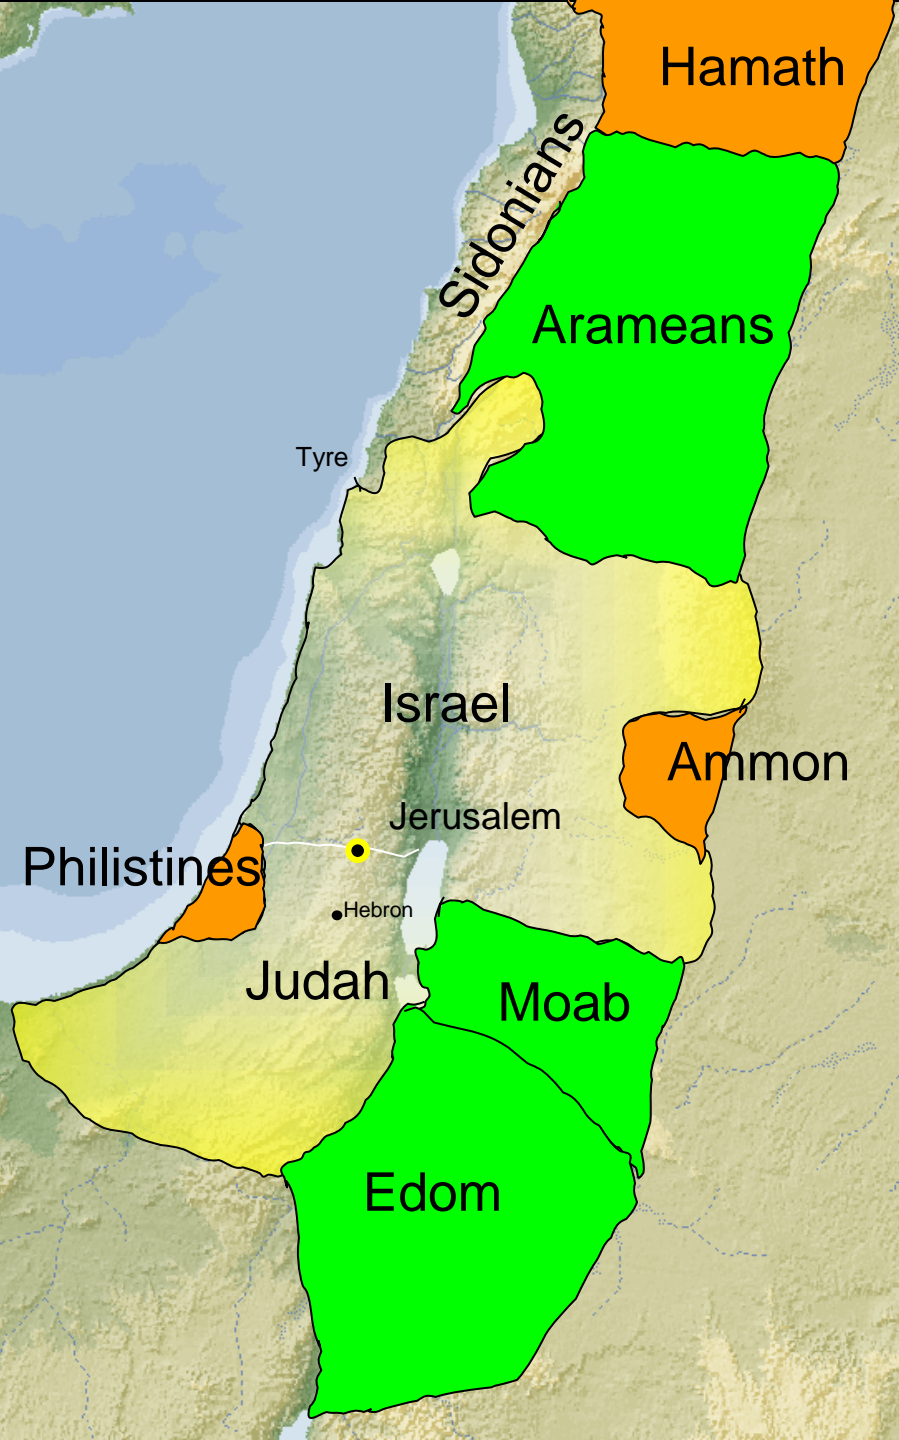 Hamath
Sidonians
Arameans
Tyre
Israel
Ammon
Jerusalem
Philistines
Hebron
Judah
Moab
Edom